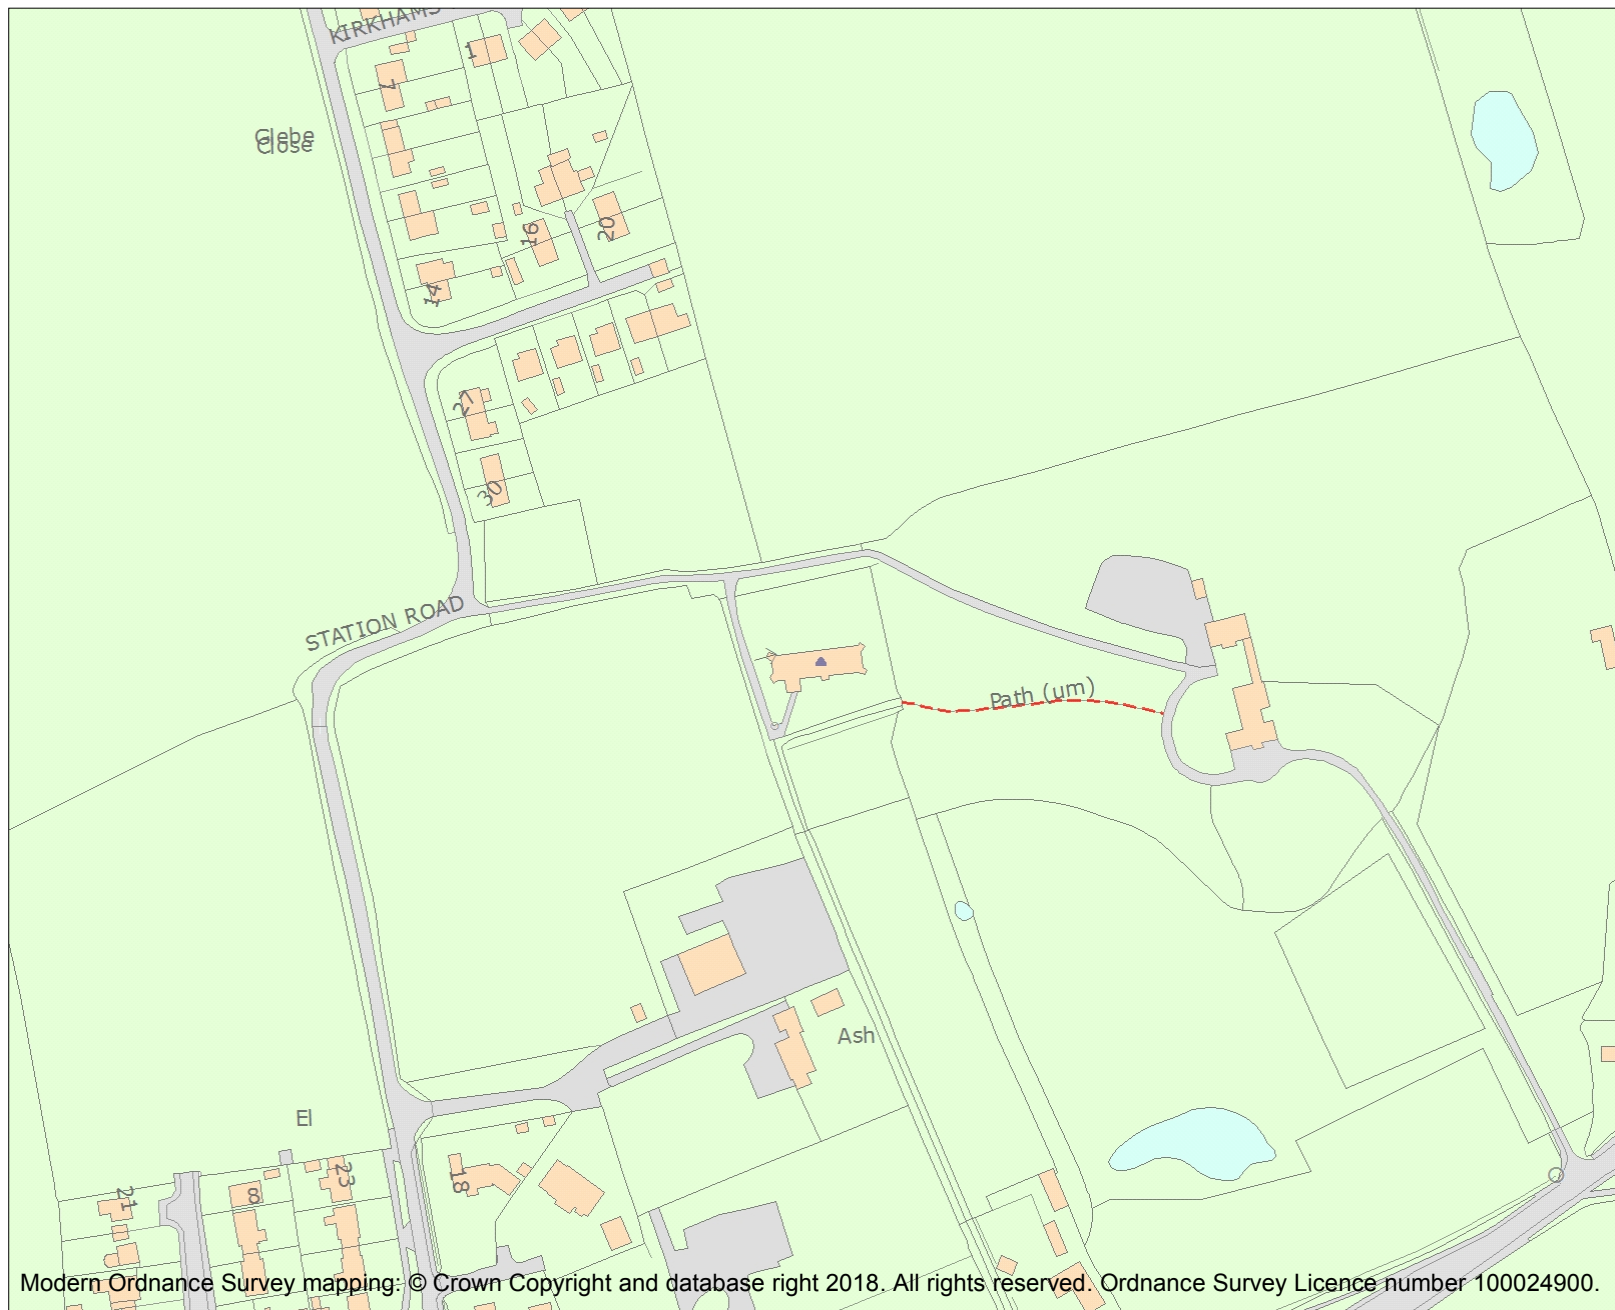 KIRKHAMS
1
7
Glebe
Close
16
20
14
27
30
STATION ROAD
Path (um)
Ash
El
21
8
23
18
Modern Ordnance Survey mapping: © Crown Copyright and database right 2018. All rights reserved. Ordnance Survey Licence number 100024900.